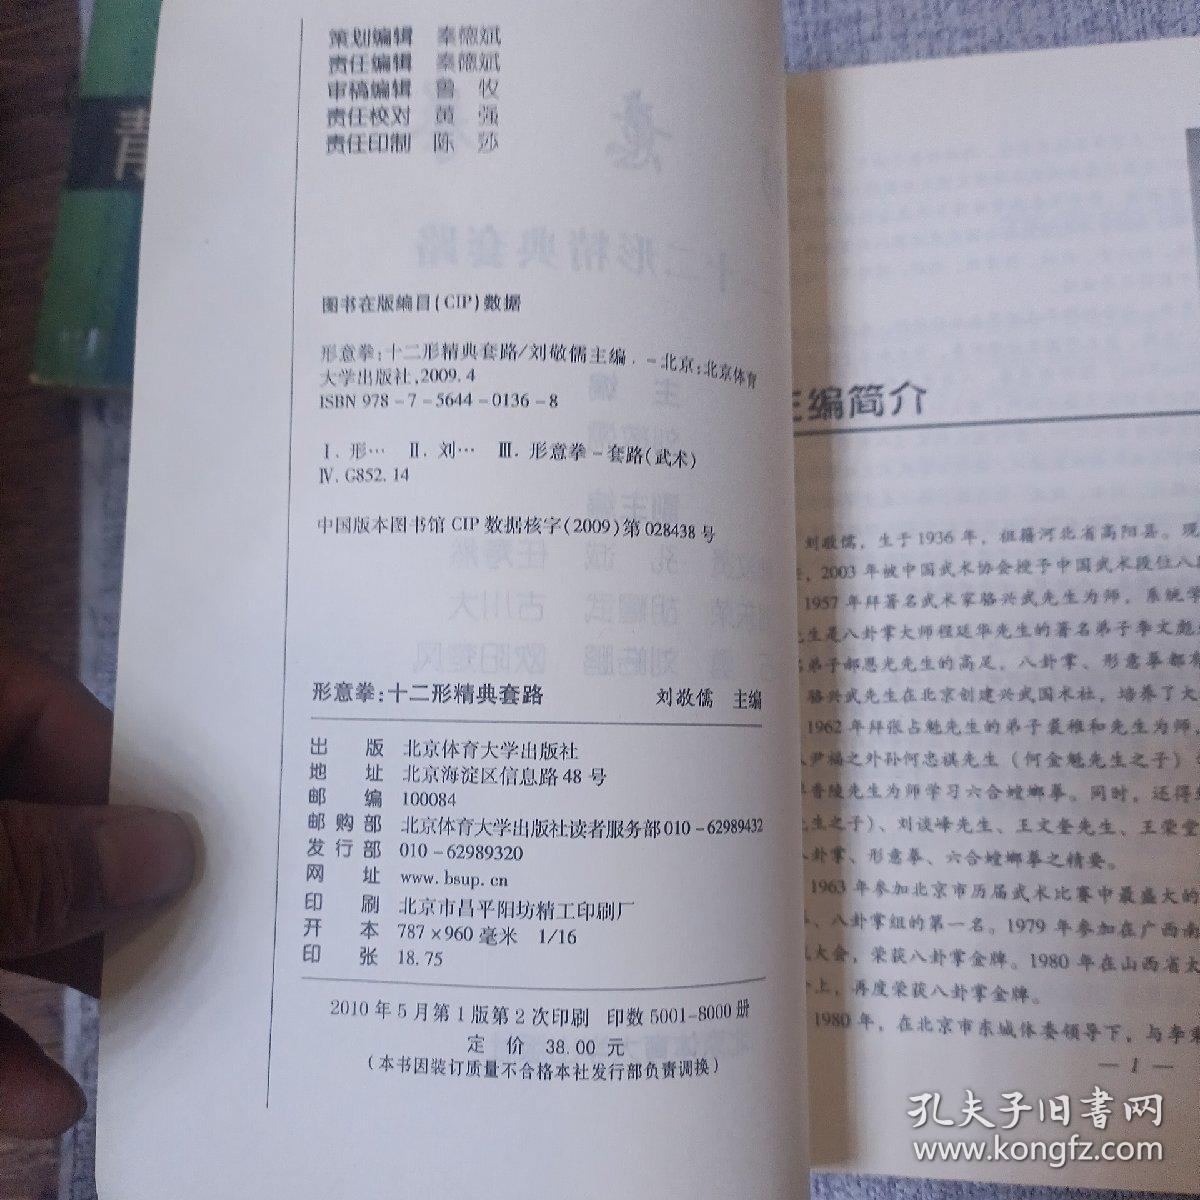 策划编辑 秦德斌
责任编辑 秦德斌
审稿编辑 鲁 牧
责任校对 黄 强
责任印制 陈 莎
图书在版编目(CIP)数据
形意拳:十二形精典套路/刘敬儒主编.-北京:北京体育
大学出版社,2009.4
ISBN 978-7-5644-0136-8
Ⅰ.形… Ⅱ.刘… Ⅲ.形意拳-套路(武术)
Ⅳ.G852.14
中国版本图书馆CIP数据核字(2009)第028438号
形意拳:十二形精典套路 刘敬儒 主编
出 版 北京体育大学出版社
地 址 北京海淀区信息路48号
邮 编 100084
邮购部 北京体育大学出版社读者服务部010-62989432
发行部 010-62989320
网 址 www.bsup.cn
印 刷 北京市昌平阳坊精工印刷厂
开 本 787×960毫米 1/16
印 张 18.75
2010年5月第1版第2次印刷 印数5001-8000册
定 价 38.00元
(本书因装订质量不合格本社发行部负责调换)
主编简介
刘敬儒,生于1936年,祖籍河北省高阳县。现
,2003年被中国武术协会授予中国武术段位八段
1957年拜著名武术家骆兴武先生为师,系统学
先生是八卦掌大师程廷华先生的著名弟子李文彪
名弟子郝恩光先生的高足,八卦掌、形意拳都有
骆兴武先生在北京创建兴武国术社,培养了大
1962年拜张占魁先生的弟子裘稚和先生为师,
尹福之外孙何忠祺先生(何金魁先生之子)
晋陵先生为师学习六合螳螂拳。同时,还得
先生之子)、刘谈峰先生、王文奎先生、王荣堂
八卦掌、形意拳、六合螳螂拳之精要。
1963年参加北京市历届武术比赛中最盛大的
、八卦掌组的第一名。1979年参加在广西南
大会,荣获八卦掌金牌。1980年在山西省太
上,再度荣获八卦掌金牌。
1980年,在北京市东城体委领导下,与李秉
— 1 —
孔夫子旧书网
www.kongfz.com